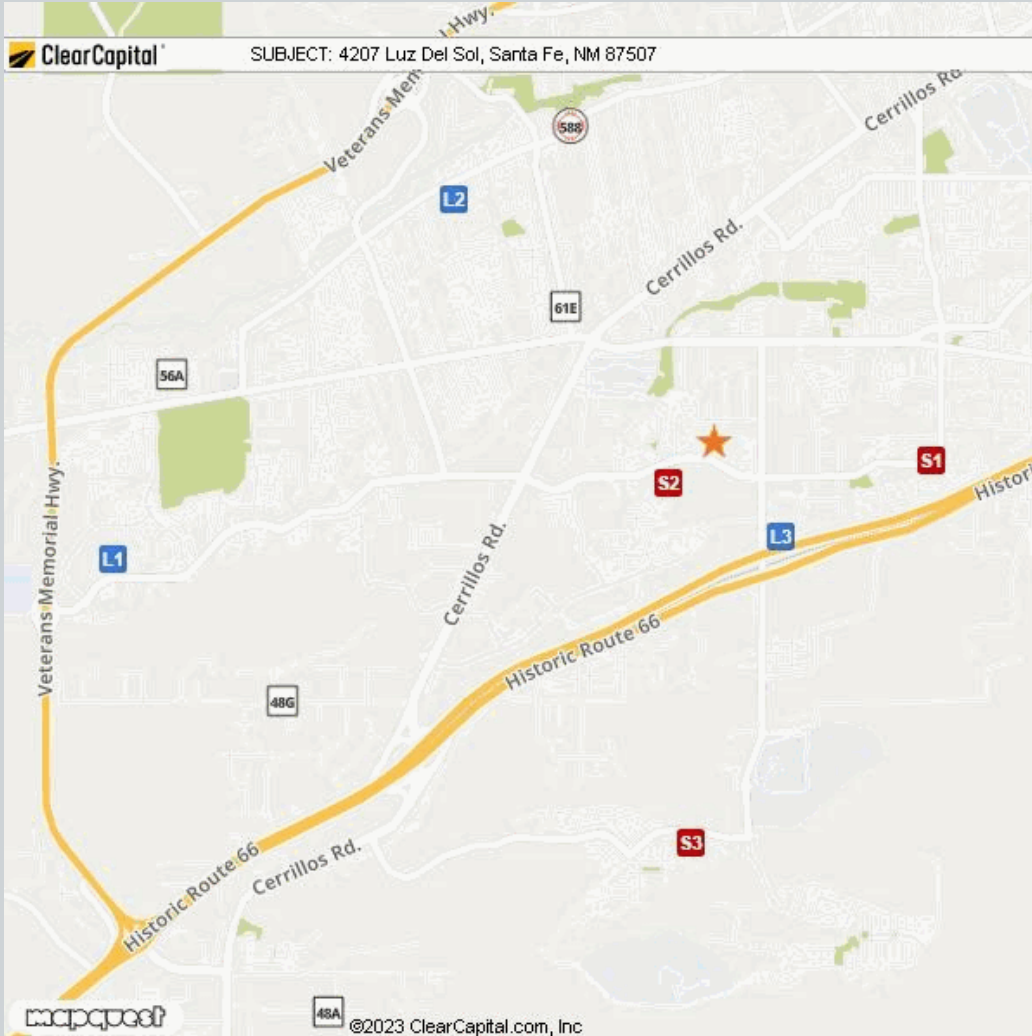 l Hwy.
ClearCapital
SUBJECT: 4207 Luz Del Sol, Santa Fe, NM 87507
Veterans Mem
Cerrillos Rd.
588
L2
Cerrillos Rd.
61E
56A
S1
S2
Histori
L3
Veterans Memorial Hwy.
L1
Cerrillos Rd.
Historic Route 66
48G
S3
Historic Route 66
Cerrillos Rd.
mapquest
48A
©2023 ClearCapital.com, Inc